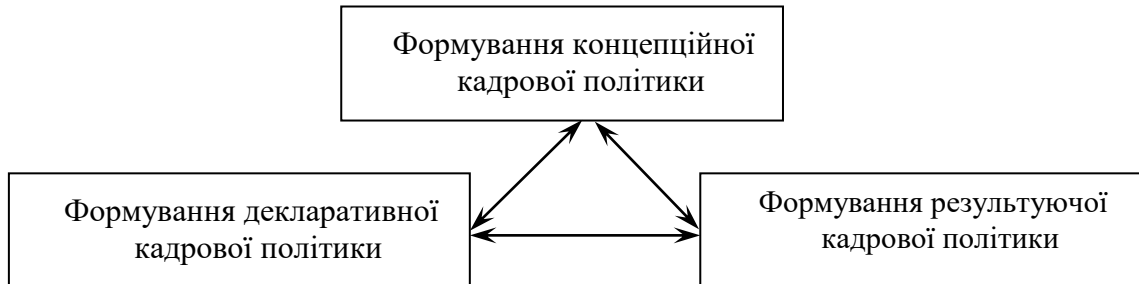 Формування концепційної
кадрової політики
Формування декларативної
кадрової політики
Формування результуючої
кадрової політики